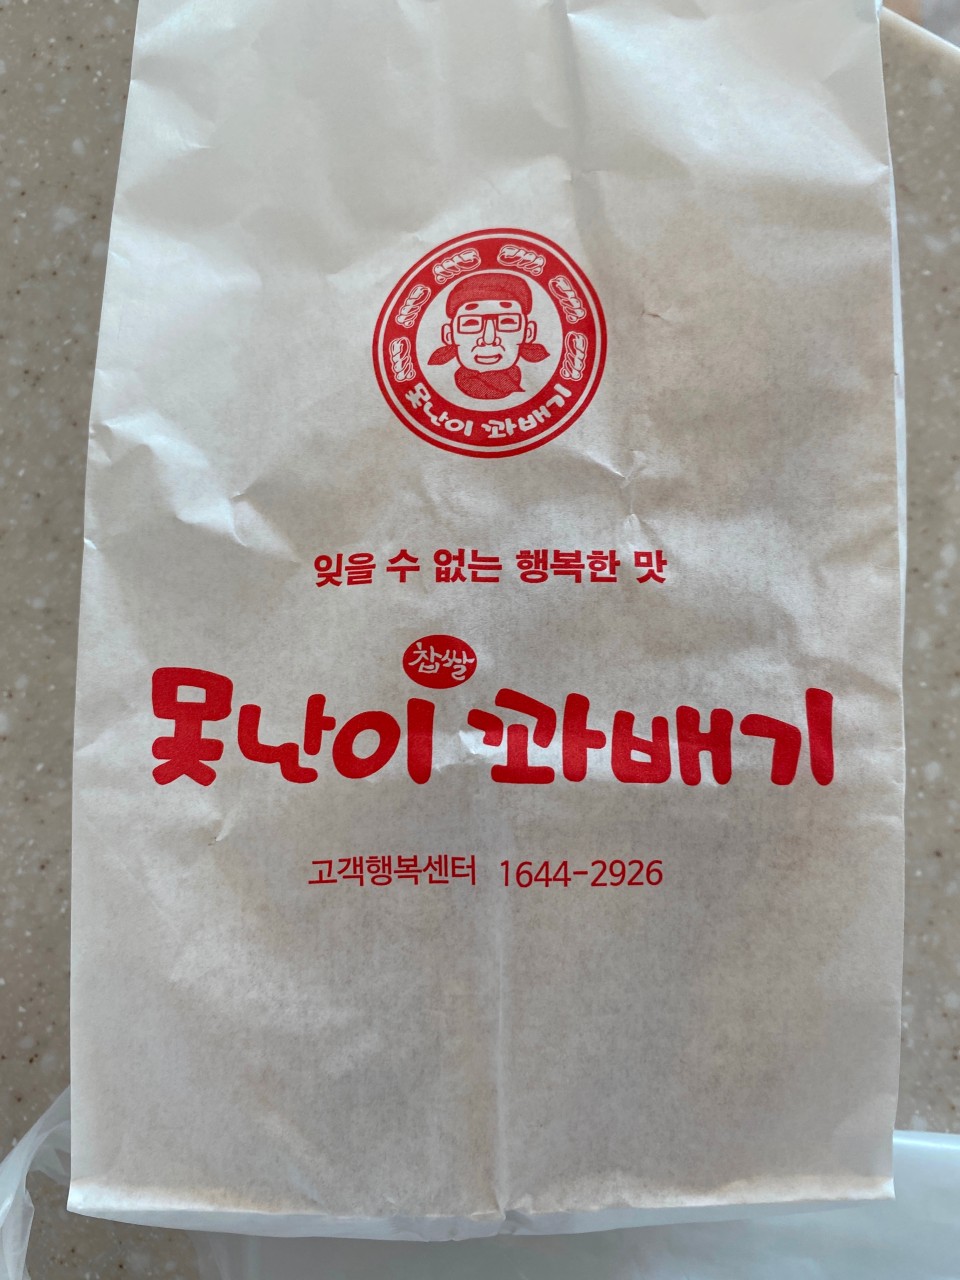 못난이 꽈배기
잊을 수 없는 행복한 맛
찹쌀
못난이 꽈배기
고객행복센터 1644-2926